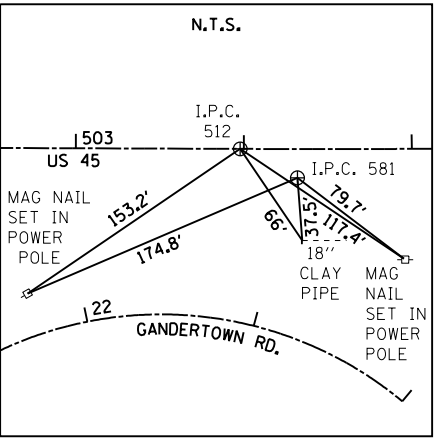 N.T.S.
I.P.C.
512
503
US 45
I.P.C. 581
MAG NAIL
SET IN
POWER
POLE
153.2'
174.8'
66'
37.5'
79.7'
117.4'
18"
CLAY
PIPE
MAG
NAIL
SET IN
POWER
POLE
22
GANDERTOWN RD.